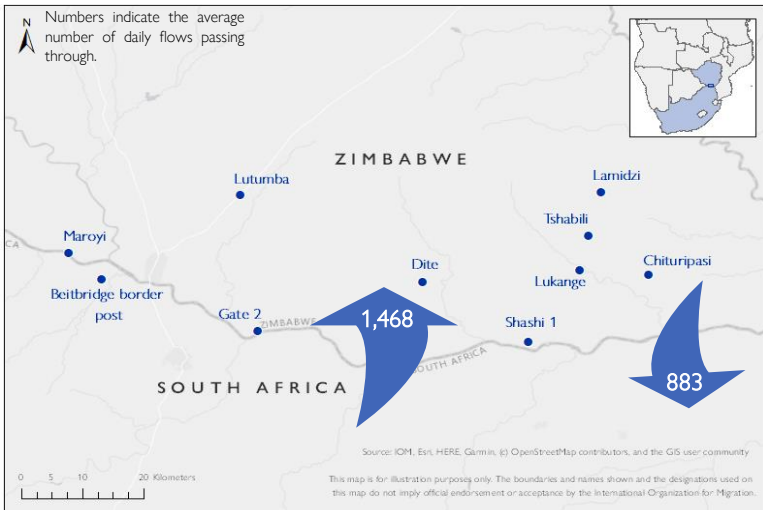 N
Numbers indicate the average
number of daily flows passing
through.
ZIMBABWE
Lutumba
Lamidzi
Tshabili
Maroyi
CA
Dite
Chituripasi
Lukange
Beitbridge border
post
Gate 2
ZIMBABWE
1,468
Shashi 1
SOUTH AFRICA
SOUTH AFRICA
883
Source: IOM, Esri, HERE, Garmin, (c) OpenStreetMap contributors, and the GIS user community
0 5 10 20 Kilometers
This map is for illustration purposes only. The boundaries and names shown and the designations used on
this map do not imply official endorsement or acceptance by the International Organization for Migration.